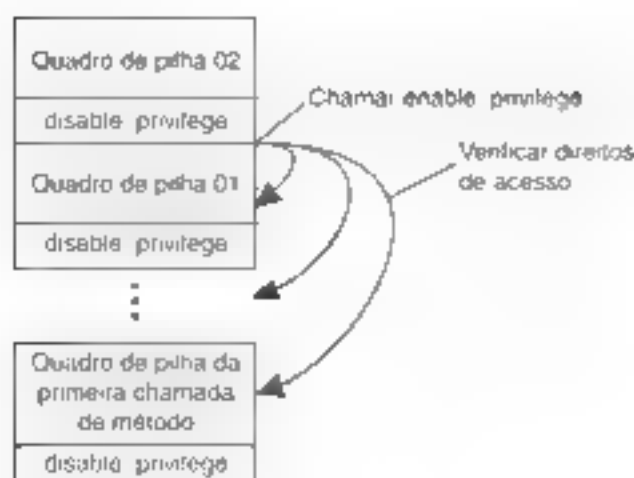 Quadro de pilha 02
disable privilege
Chamar enable privilege
Quadro de pilha 01
Verificar direitos
de acesso
disable privilege
Quadro de pilha da
primeira chamada
de método
disable privilege